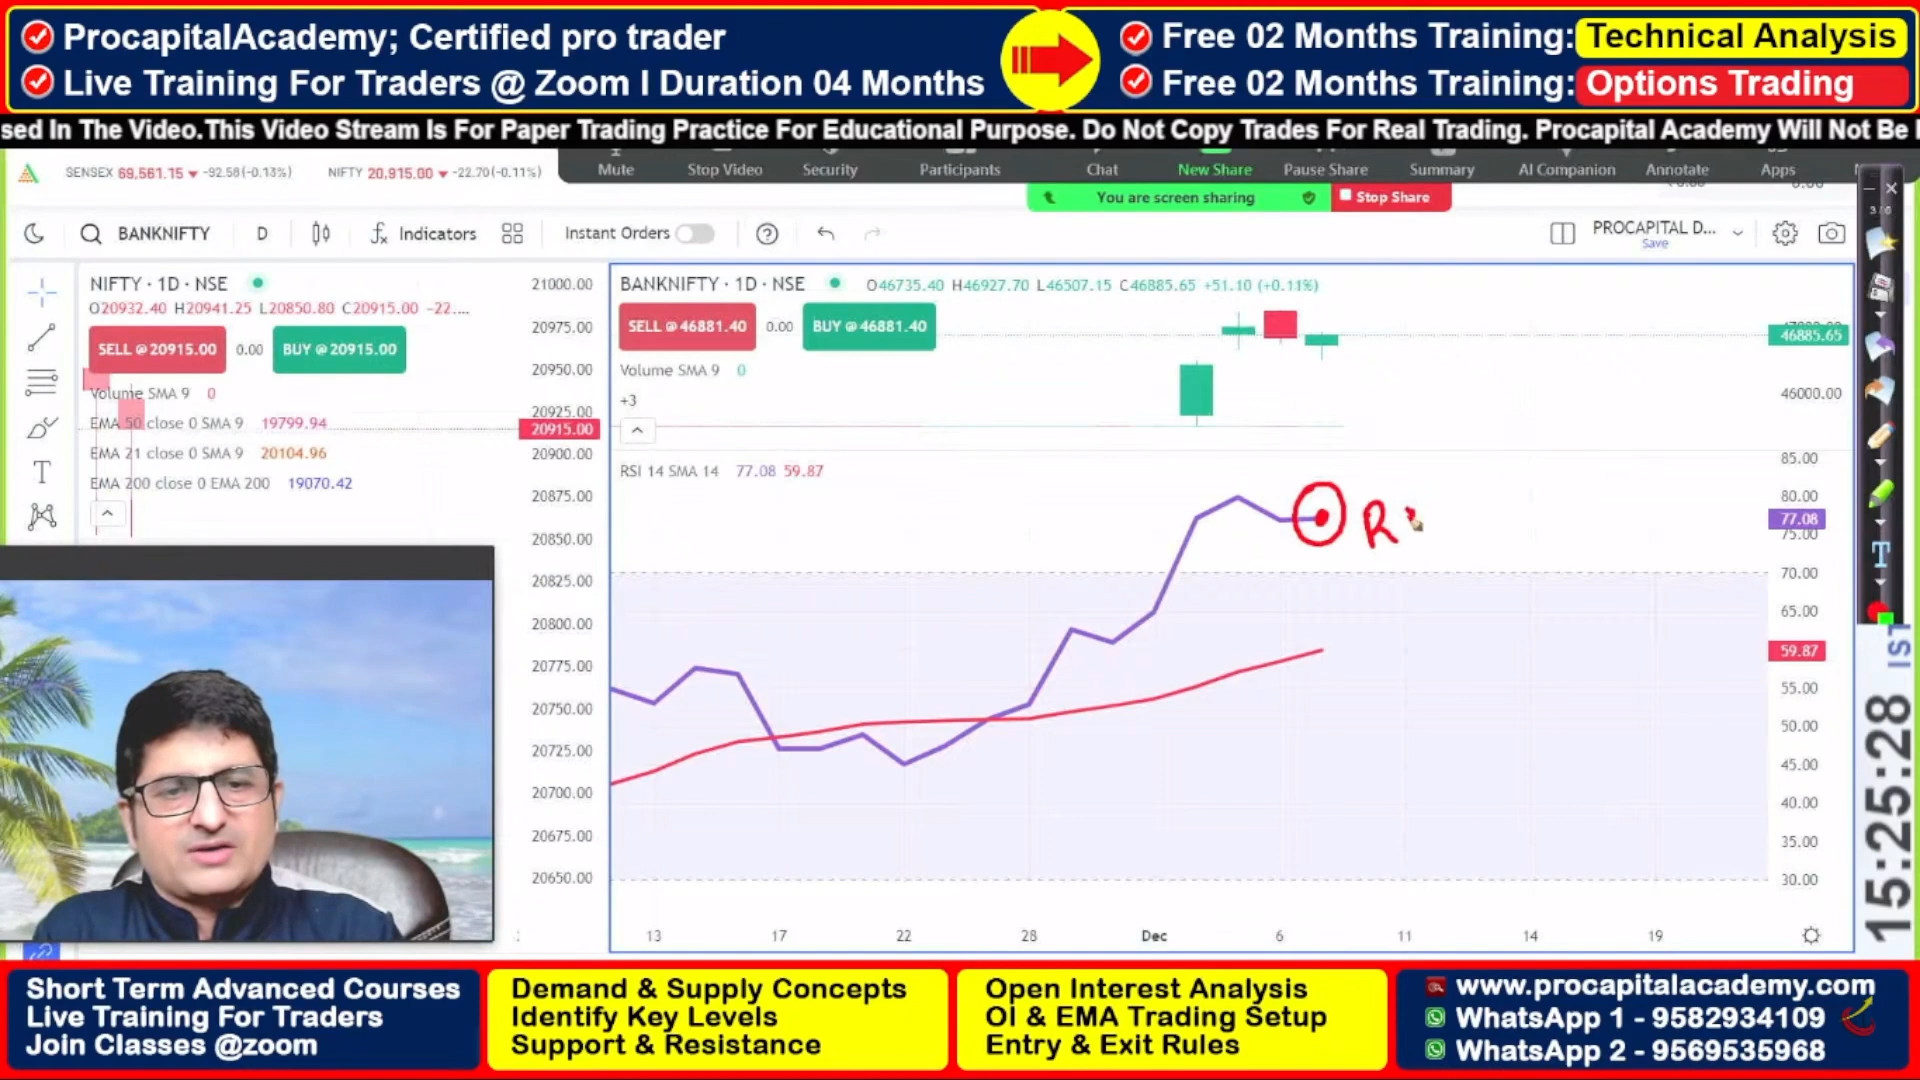 ProcapitalAcademy; Certified pro trader
Live Training For Traders @ Zoom I Duration 04 Months
Free 02 Months Training: Technical Analysis
Free 02 Months Training: Options Trading
sed In The Video.This Video Stream Is For Paper Trading Practice For Educational Purpose. Do Not Copy Trades For Real Trading. Procapital Academy Will Not Be
SENSEX 69,561.15 -92.58(-0.13%) NIFTY 20,915.00 -22.70(-0.11%)
Mute Stop Video Security Participants Chat New Share Pause Share Summary AI Companion Annotate Apps
You are screen sharing Stop Share
BANKNIFTY D Indicators Instant Orders
PROCAPITAL D...
Save
NIFTY · 1D · NSE
O20932.40 H20941.25 L20850.80 C20915.00 -22....
SELL @ 20915.00 0.00 BUY @ 20915.00
Volume SMA 9 0
EMA 50 close 0 SMA 9 19799.94
EMA 21 close 0 SMA 9 20104.96
EMA 200 close 0 EMA 200 19070.42
21000.00
20975.00
20950.00
20925.00
20915.00
20900.00
20875.00
20850.00
20825.00
20800.00
20775.00
20750.00
20725.00
20700.00
20675.00
20650.00
BANKNIFTY · 1D · NSE O46735.40 H46927.70 L46507.15 C46885.65 +51.10 (+0.11%)
SELL @ 46881.40 0.00 BUY @ 46881.40
Volume SMA 9 0
+3
RSI 14 SMA 14 77.08 59.87
R
46885.65
46000.00
85.00
80.00
77.08
75.00
70.00
65.00
59.87
55.00
50.00
45.00
40.00
35.00
30.00
13 17 22 28 Dec 6 11 14 19
15:25:28 IST
Short Term Advanced Courses
Live Training For Traders
Join Classes @zoom
Demand & Supply Concepts
Identify Key Levels
Support & Resistance
Open Interest Analysis
OI & EMA Trading Setup
Entry & Exit Rules
www.procapitalacademy.com
WhatsApp 1 - 9582934109
WhatsApp 2 - 9569535968